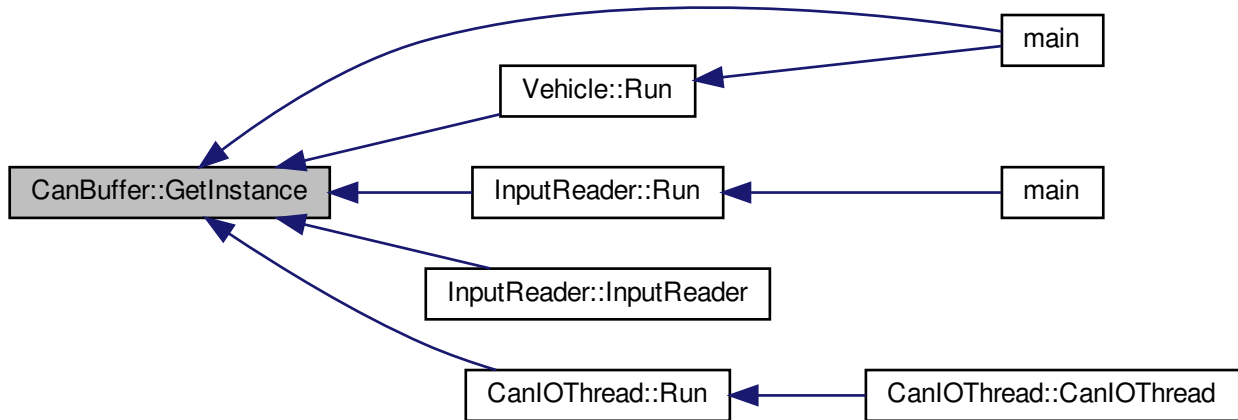 main
Vehicle::Run
CanBuffer::GetInstance
InputReader::Run
main
InputReader::InputReader
CanIOThread::Run
CanIOThread::CanIOThread